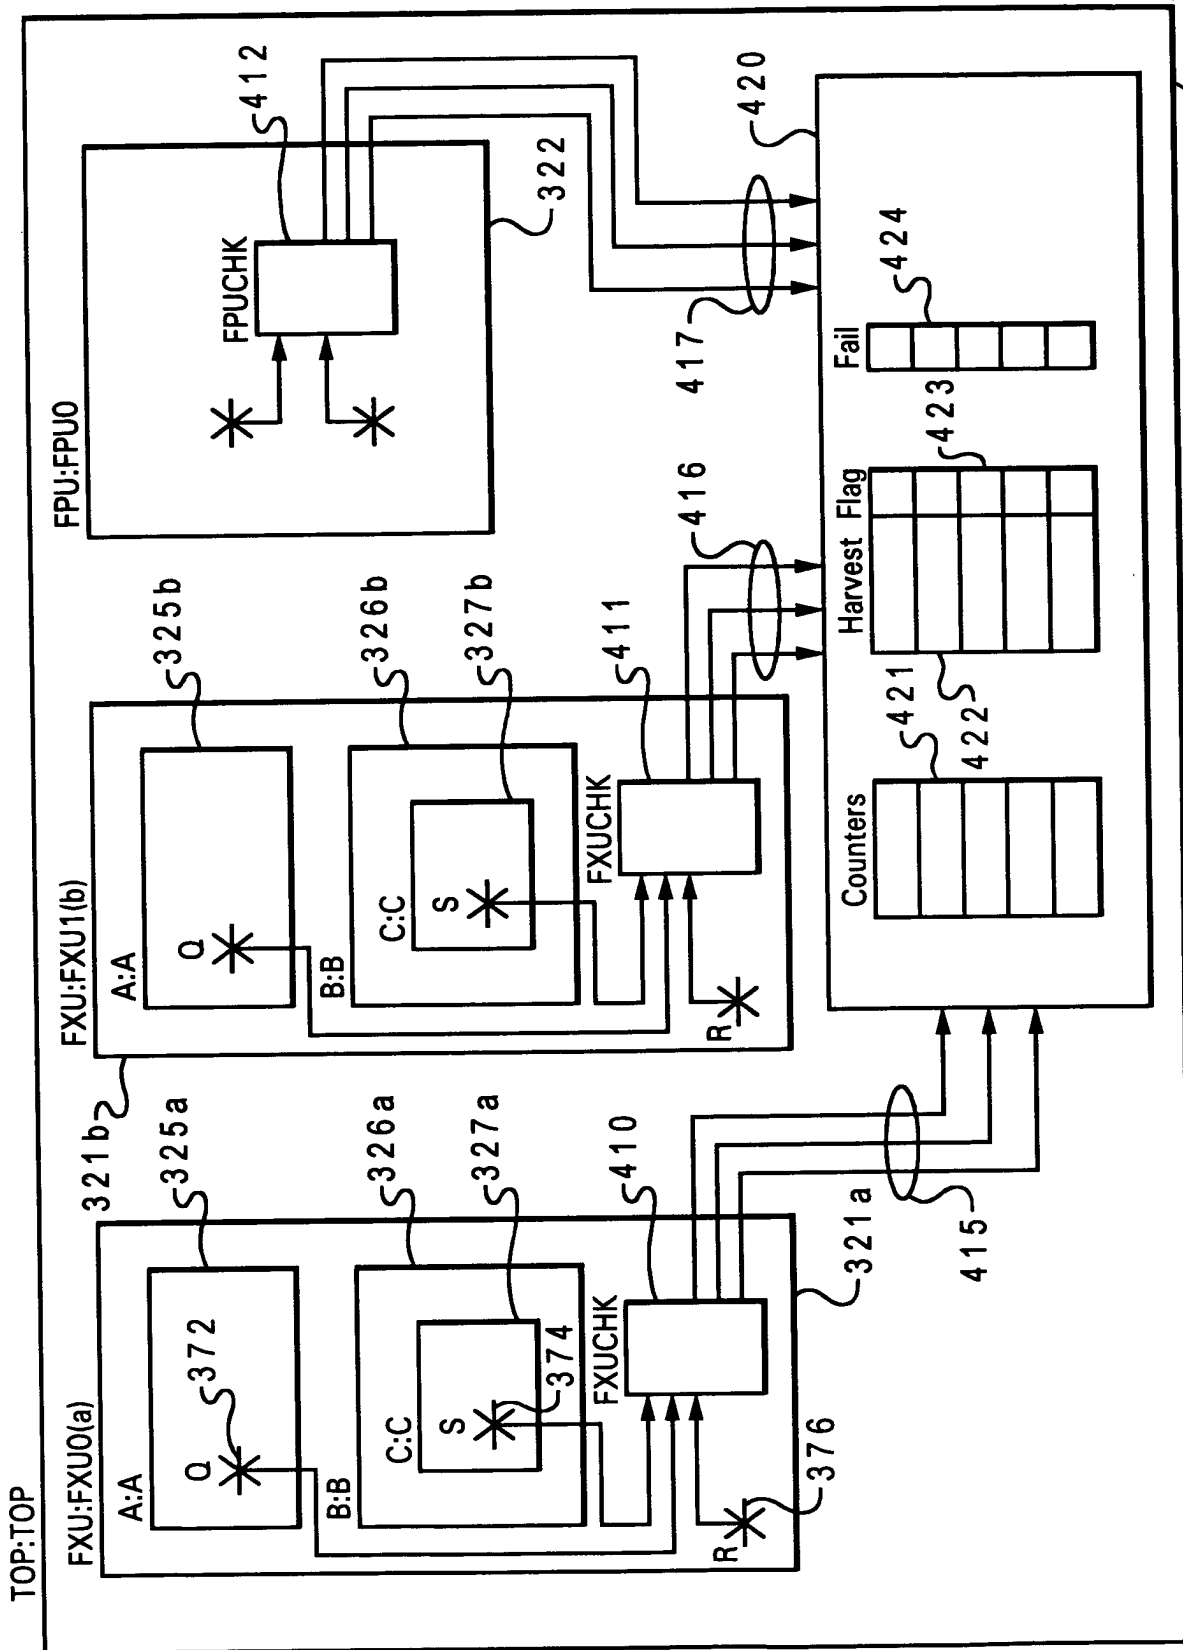 TOP:TOP
FXU:FXU0(a)
A:A
Q
372
325a
B:B
326a
C:C
S
374
327a
FXUCHK
410
R
376
321a
415
321b
FXU:FXU1(b)
A:A
Q
325b
B:B
326b
C:C
S
327b
FXUCHK
411
R
416
FPU:FPU0
FPUCHK
412
322
417
420
Counters
421
Harvest Flag
422
423
Fail
424